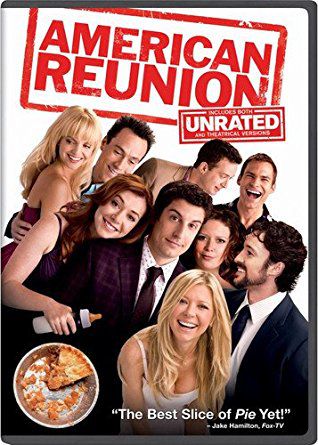 AMERICAN
REUNION
INCLUDES BOTH
UNRATED
AND THEATRICAL VERSIONS
"The Best Slice of Pie Yet!"
– Jake Hamilton, Fox-TV